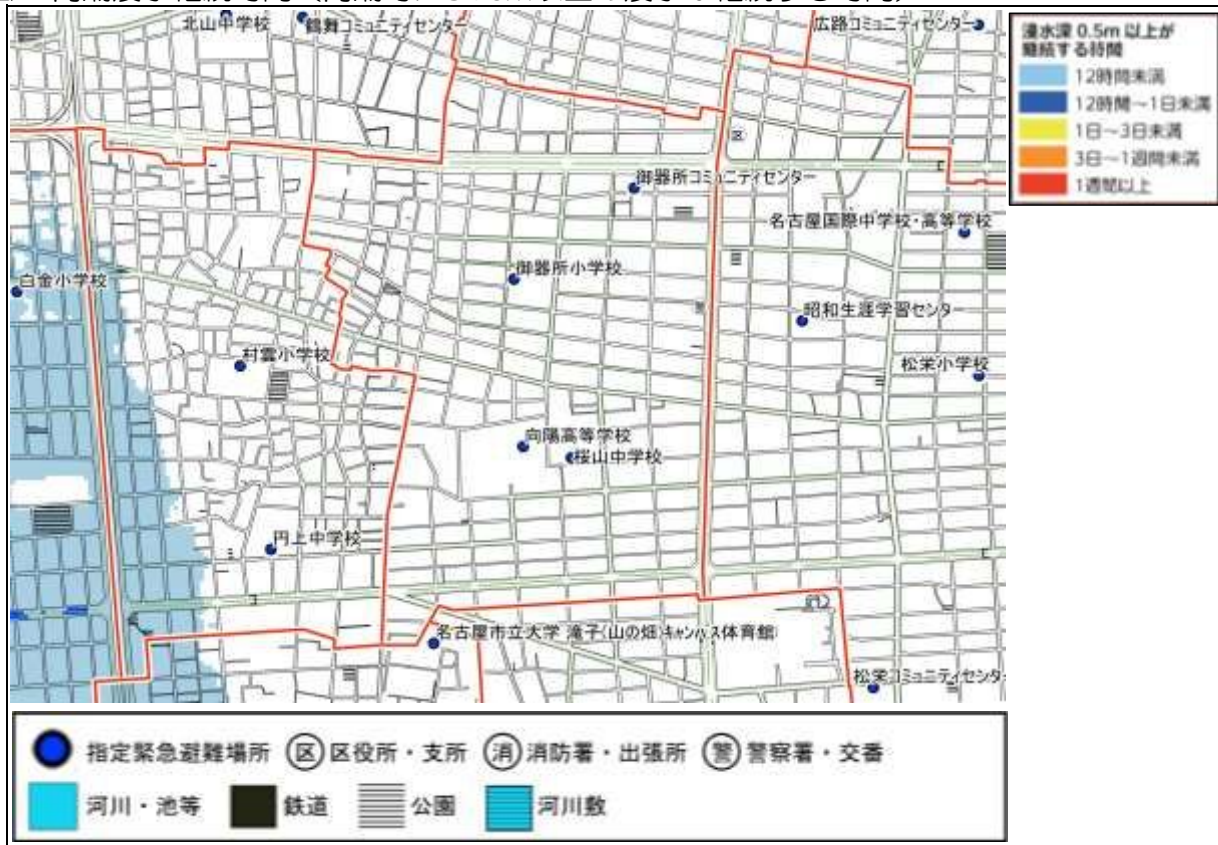 北山中学校
鶴舞コミュニティセンター
広路コミュニティセンター
浸水深 0.5m 以上が
継続する時間
12時間未満
12時間～1日未満
1日～3日未満
3日～1週間未満
1週間以上
区
御器所コミュニティセンター
名古屋国際中学校・高等学校
白金小学校
御器所小学校
昭和生涯学習センター
村雲小学校
松栄小学校
向陽高等学校
桜山中学校
円上中学校
名古屋市立大学 滝子(山の畑)キャンパス体育館
松栄コミュニティセンタ
指定緊急避難場所 区 区役所・支所 消 消防署・出張所 警 警察署・交番
河川・池等 鉄道 公園 河川敷